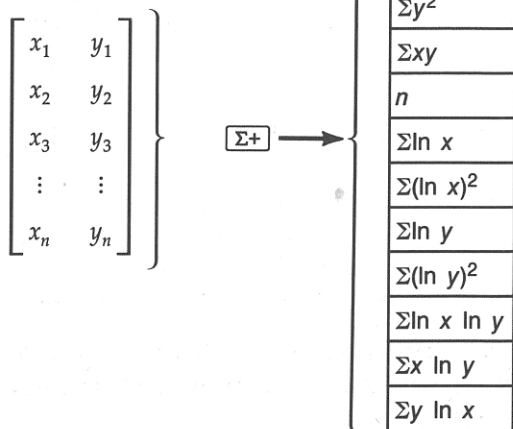 x₁ y₁
x₂ y₂
x₃ y₃
⋮ ⋮
xₙ yₙ
Σ+
Σy²
Σxy
n
Σln x
Σ(ln x)²
Σln y
Σ(ln y)²
Σln x ln y
Σx ln y
Σy ln x